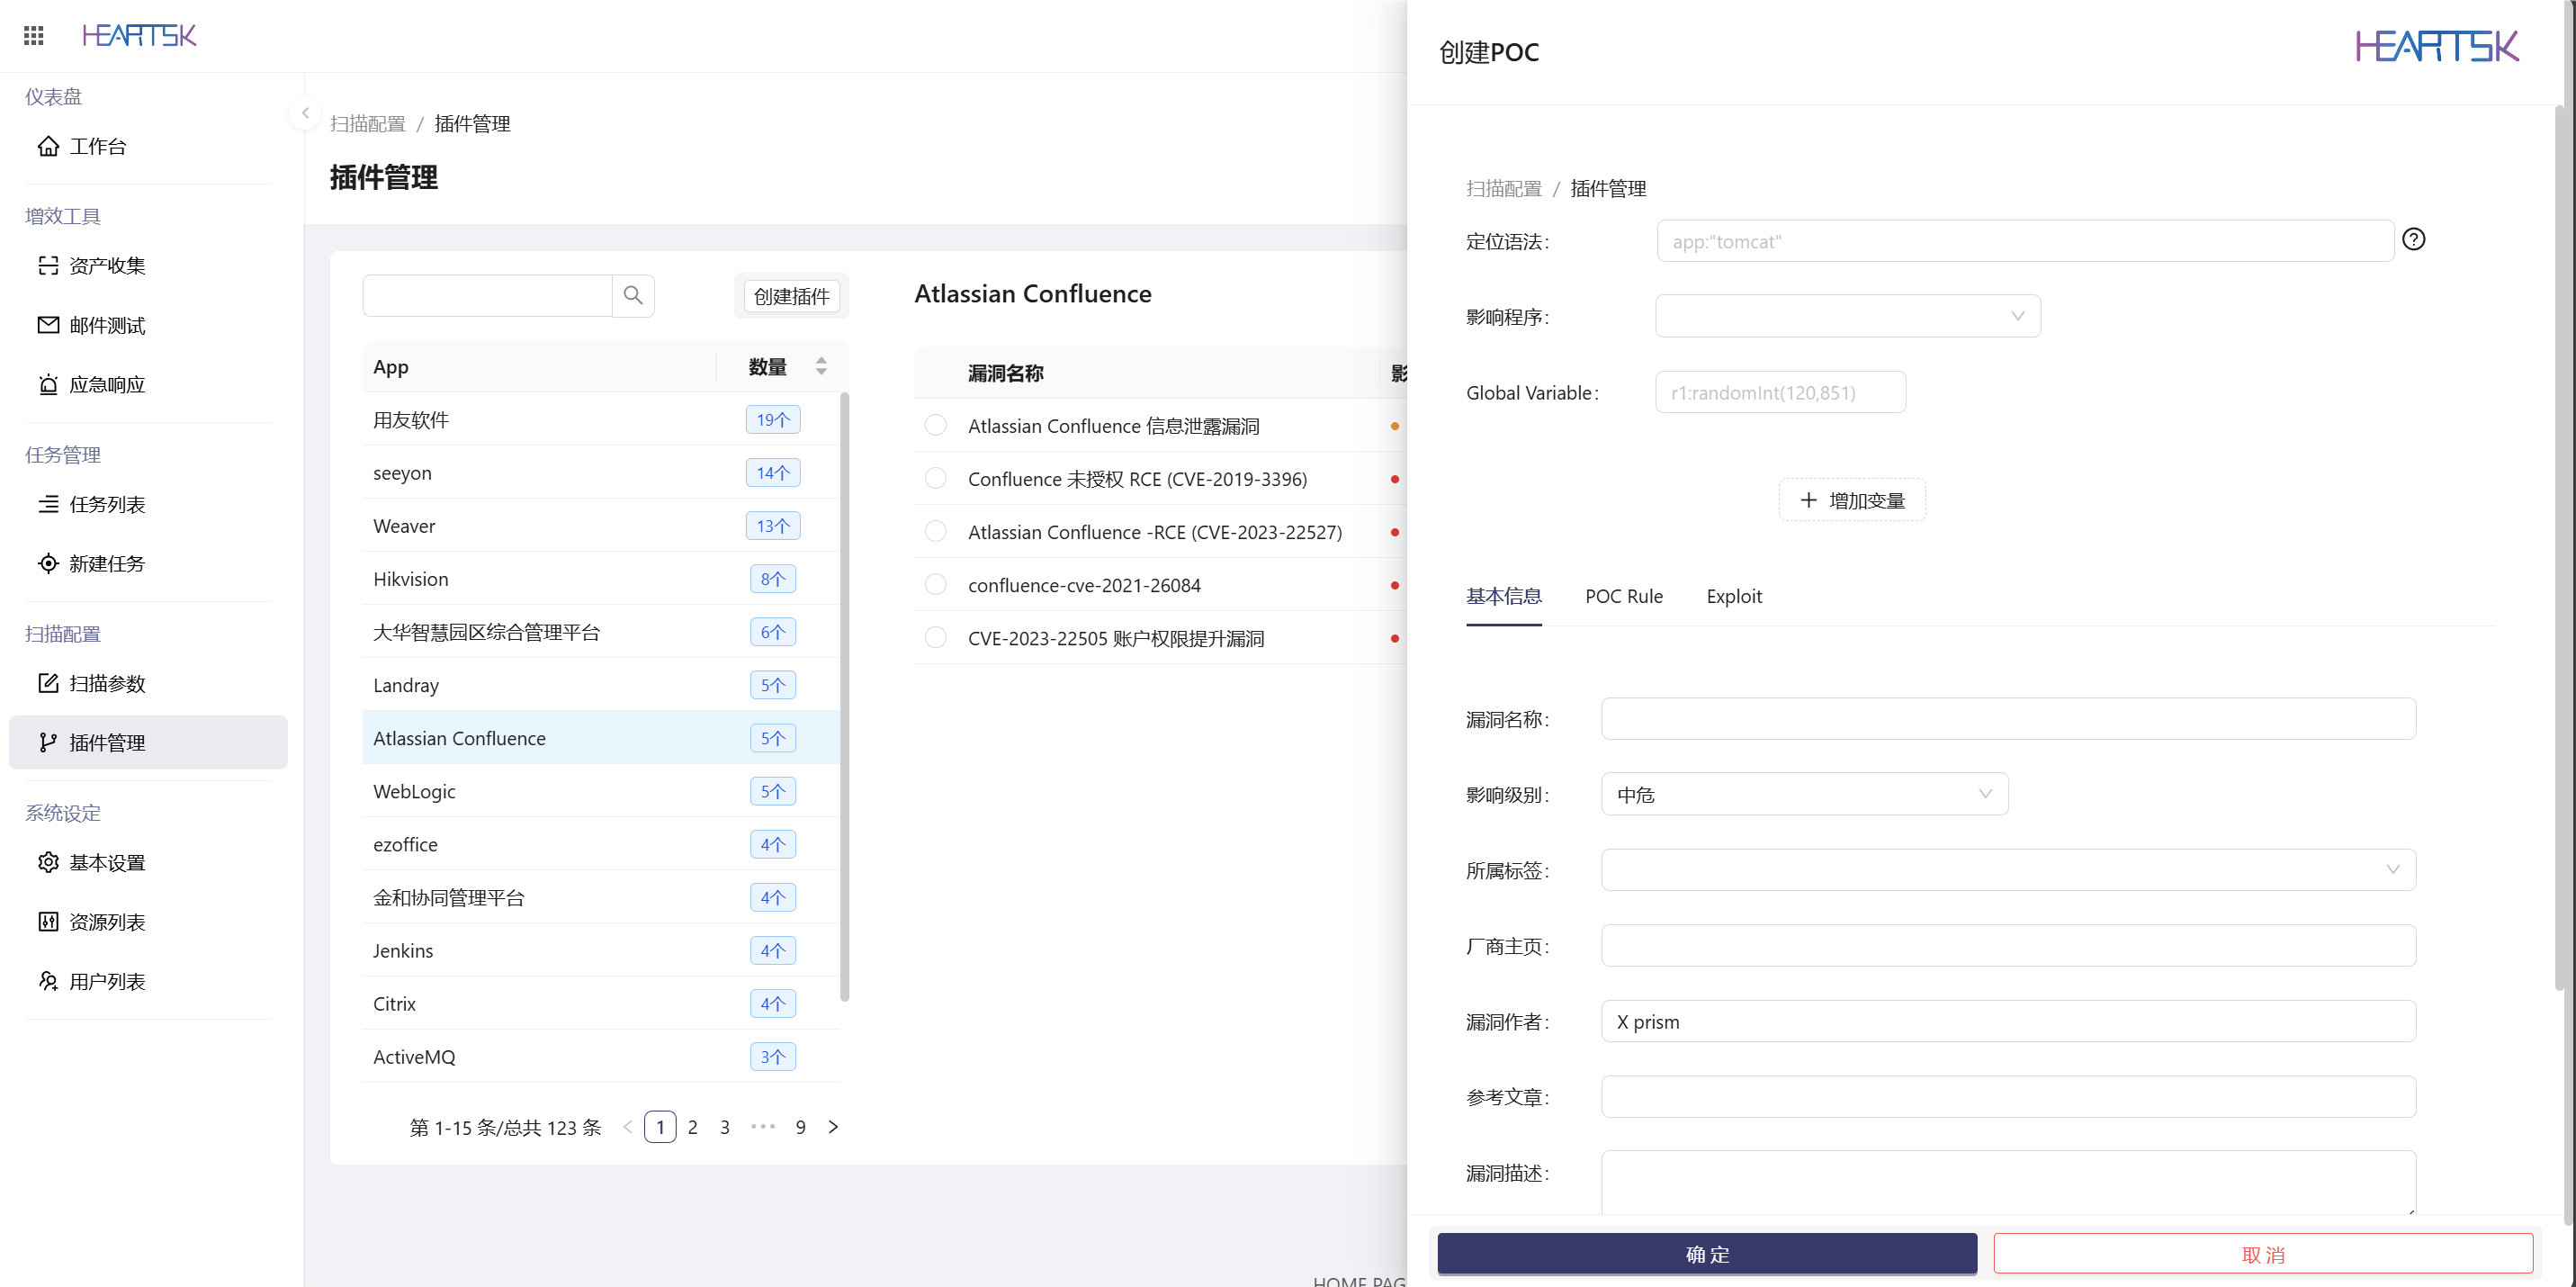 HEARTSK
仪表盘
工作台
增效工具
资产收集
邮件测试
应急响应
任务管理
任务列表
新建任务
扫描配置
扫描参数
插件管理
系统设定
基本设置
资源列表
用户列表
扫描配置 / 插件管理
插件管理
创建插件
App 数量
用友软件 19个
seeyon 14个
Weaver 13个
Hikvision 8个
大华智慧园区综合管理平台 6个
Landray 5个
Atlassian Confluence 5个
WebLogic 5个
ezoffice 4个
金和协同管理平台 4个
Jenkins 4个
Citrix 4个
ActiveMQ 3个
第 1-15 条/总共 123 条 < 1 2 3 ••• 9 >
Atlassian Confluence
漏洞名称 影
Atlassian Confluence 信息泄露漏洞
Confluence 未授权 RCE (CVE-2019-3396)
Atlassian Confluence -RCE (CVE-2023-22527)
confluence-cve-2021-26084
CVE-2023-22505 账户权限提升漏洞
HOME PAG
创建POC
HEARTSK
扫描配置 / 插件管理
定位语法: app:"tomcat"
影响程序:
Global Variable: r1:randomInt(120,851)
+ 增加变量
基本信息 POC Rule Exploit
漏洞名称:
影响级别: 中危
所属标签:
厂商主页:
漏洞作者: X prism
参考文章:
漏洞描述:
确 定 取 消